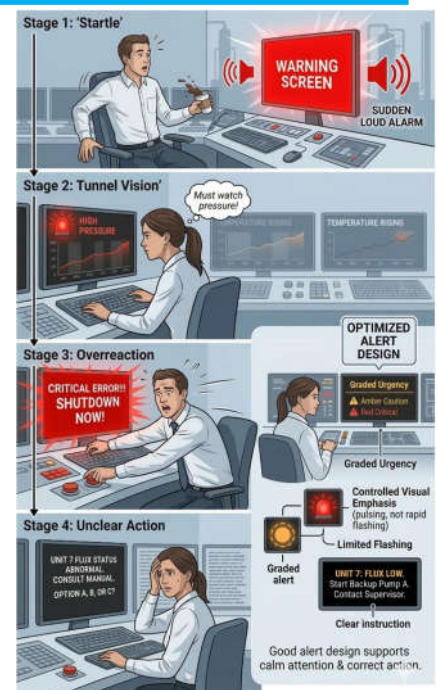 Stage 1: 'Startle'
WARNING
SCREEN
SUDDEN
LOUD ALARM
Stage 2: Tunnel Vision'
Must watch
pressure!
HIGH
PRESSURE
TEMPERATURE RISING
TEMPERATURE RISING
Stage 3: Overreaction
CRITICAL ERROR!!!
SHUTDOWN
NOW!
Stage 4: Unclear Action
UNIT 7 FLUX STATUS
ABNORMAL.
CONSULT MANUAL.
OPTION A, B, OR C?
OPTIMIZED
ALERT
DESIGN
Graded Urgency
Amber Caution
Red Critical
Graded Urgency
Controlled Visual
Emphasis
(pulsing, not rapid
flashing)
Limited Flashing
Graded
alert
UNIT 7: FLUX LOW.
Start Backup Pump A.
Contact Supervisor.
Clear instruction
Good alert design supports
calm attention & correct action.